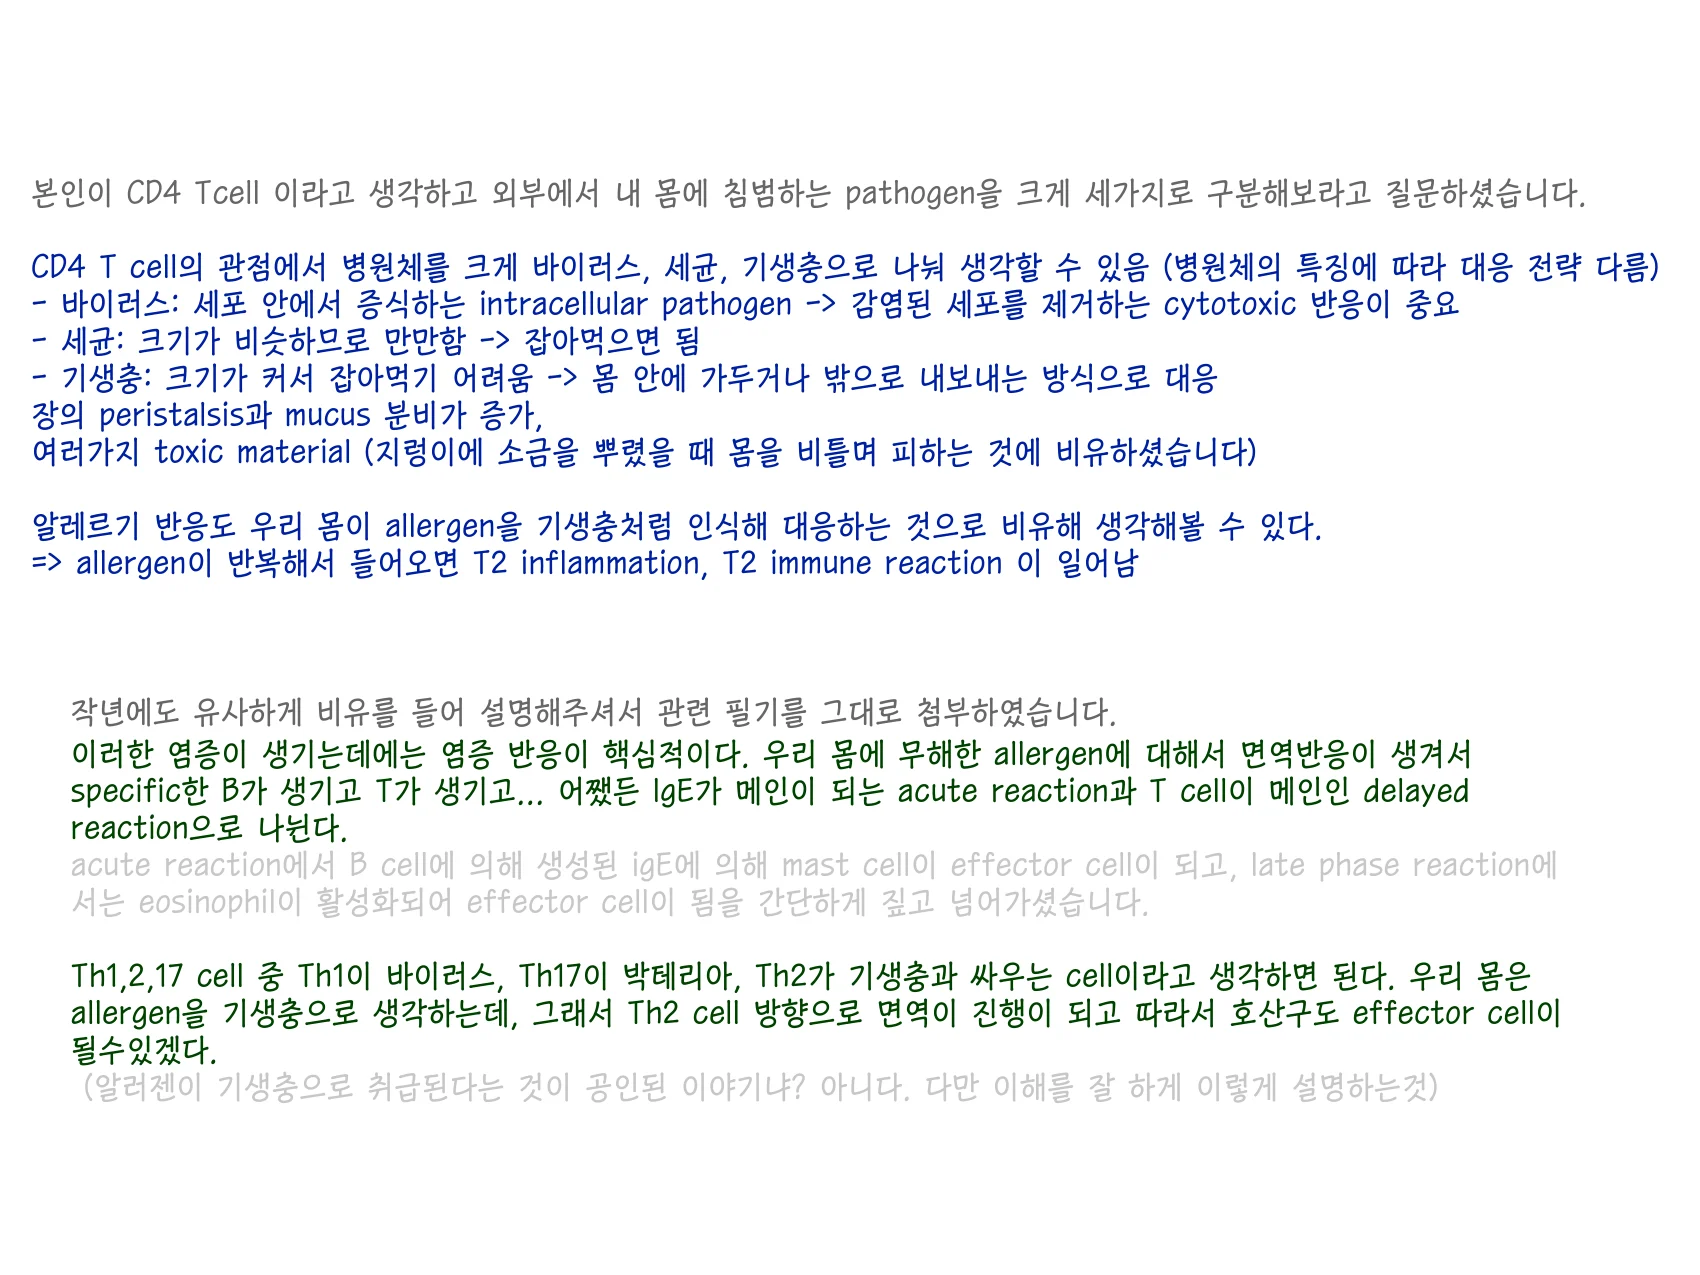 본인이 CD4 Tcell 이라고 생각하고 외부에서 내 몸에 침범하는 pathogen을 크게 세가지로 구분해보라고 질문하셨습니다.
CD4 T cell의 관점에서 병원체를 크게 바이러스, 세균, 기생충으로 나눠 생각할 수 있음 (병원체의 특징에 따라 대응 전략 다름)
- 바이러스: 세포 안에서 증식하는 intracellular pathogen -> 감염된 세포를 제거하는 cytotoxic 반응이 중요
- 세균: 크기가 비슷하므로 만만함 -> 잡아먹으면 됨
- 기생충: 크기가 커서 잡아먹기 어려움 -> 몸 안에 가두거나 밖으로 내보내는 방식으로 대응
장의 peristalsis과 mucus 분비가 증가,
여러가지 toxic material (지렁이에 소금을 뿌렸을 때 몸을 비틀며 피하는 것에 비유하셨습니다)
알레르기 반응도 우리 몸이 allergen을 기생충처럼 인식해 대응하는 것으로 비유해 생각해볼 수 있다.
=> allergen이 반복해서 들어오면 T2 inflammation, T2 immune reaction 이 일어남
작년에도 유사하게 비유를 들어 설명해주셔서 관련 필기를 그대로 첨부하였습니다.
이러한 염증이 생기는데에는 염증 반응이 핵심적이다. 우리 몸에 무해한 allergen에 대해서 면역반응이 생겨서
specific한 B가 생기고 T가 생기고... 어쨌든 IgE가 메인이 되는 acute reaction과 T cell이 메인인 delayed
reaction으로 나뉜다.
acute reaction에서 B cell에 의해 생성된 igE에 의해 mast cell이 effector cell이 되고, late phase reaction에
서는 eosinophil이 활성화되어 effector cell이 됨을 간단하게 짚고 넘어가셨습니다.
Th1,2,17 cell 중 Th1이 바이러스, Th17이 박테리아, Th2가 기생충과 싸우는 cell이라고 생각하면 된다. 우리 몸은
allergen을 기생충으로 생각하는데, 그래서 Th2 cell 방향으로 면역이 진행이 되고 따라서 호산구도 effector cell이
될수있겠다.
(알러젠이 기생충으로 취급된다는 것이 공인된 이야기냐? 아니다. 다만 이해를 잘 하게 이렇게 설명하는것)